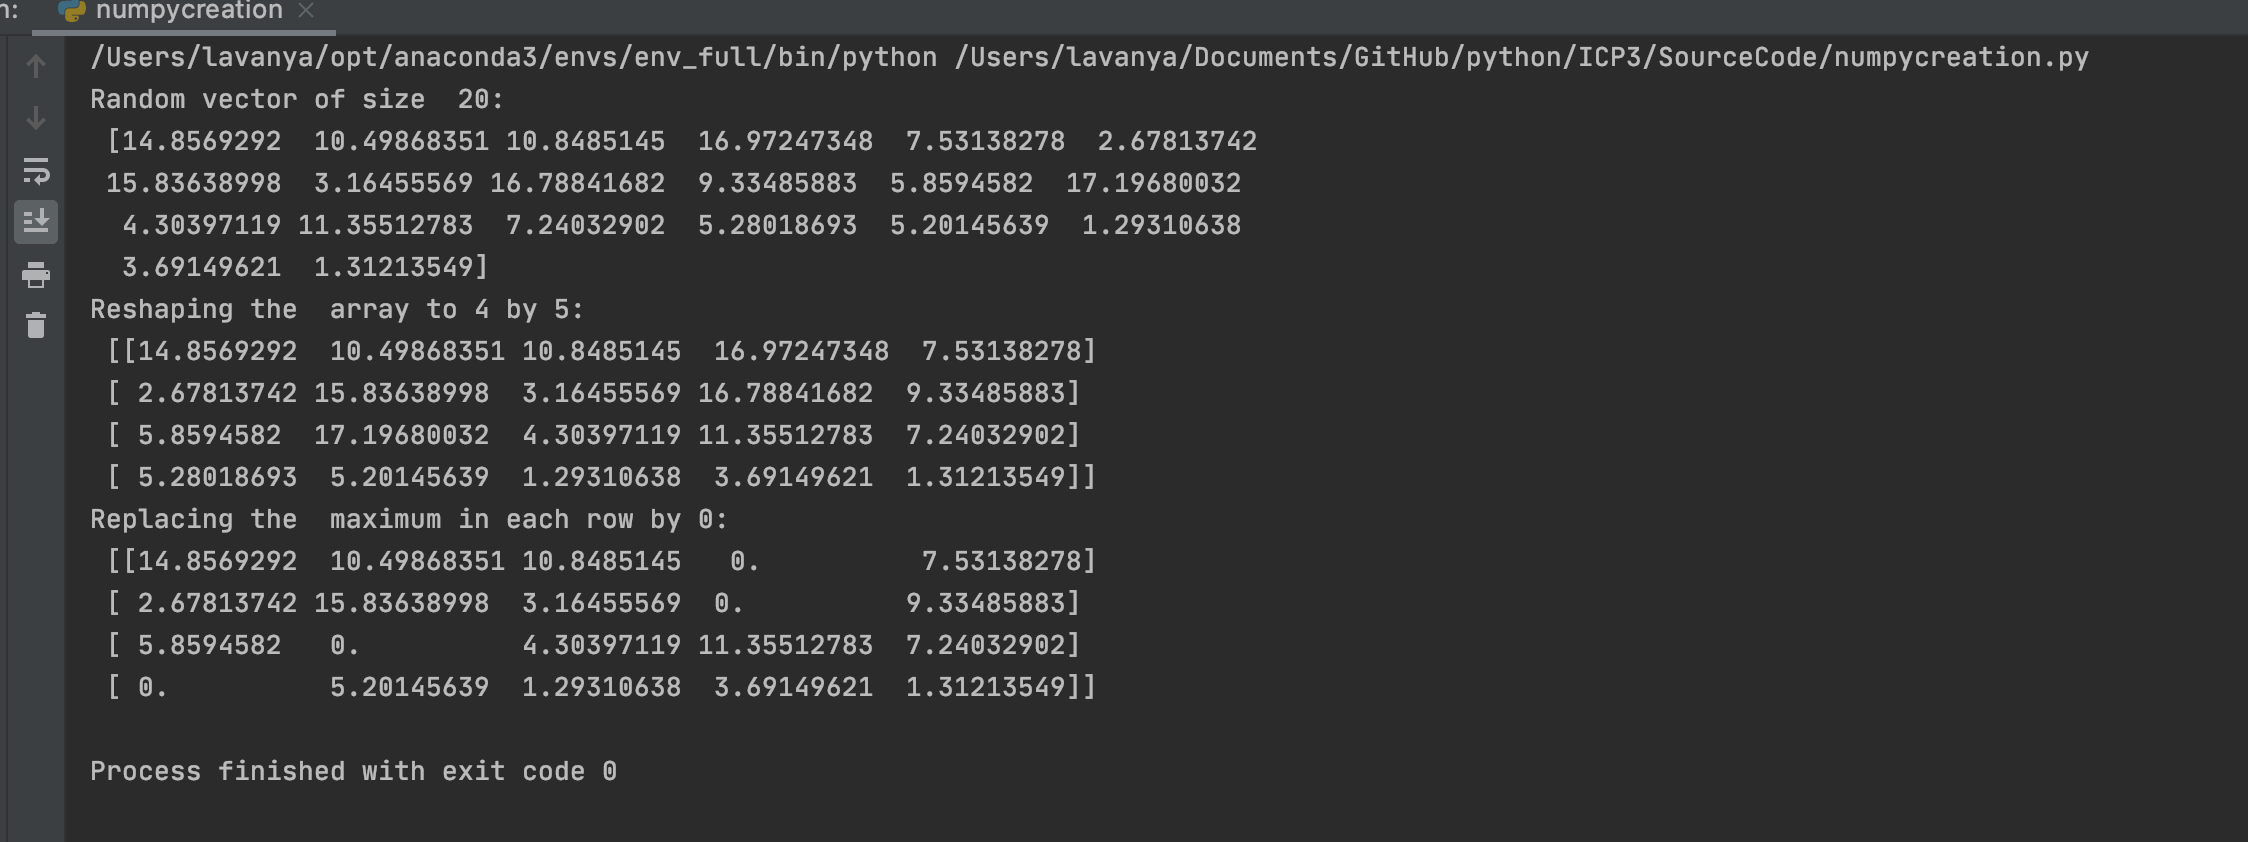 n:
numpycreation
/Users/lavanya/opt/anaconda3/envs/env_full/bin/python /Users/lavanya/Documents/GitHub/python/ICP3/SourceCode/numpycreation.py
Random vector of size  20:
 [14.8569292  10.49868351 10.8485145  16.97247348  7.53138278  2.67813742
 15.83638998  3.16455569 16.78841682  9.33485883  5.8594582  17.19680032
  4.30397119 11.35512783  7.24032902  5.28018693  5.20145639  1.29310638
  3.69149621  1.31213549]
Reshaping the  array to 4 by 5:
 [[14.8569292  10.49868351 10.8485145  16.97247348  7.53138278]
 [ 2.67813742 15.83638998  3.16455569 16.78841682  9.33485883]
 [ 5.8594582  17.19680032  4.30397119 11.35512783  7.24032902]
 [ 5.28018693  5.20145639  1.29310638  3.69149621  1.31213549]]
Replacing the  maximum in each row by 0:
 [[14.8569292  10.49868351 10.8485145   0.          7.53138278]
 [ 2.67813742 15.83638998  3.16455569  0.          9.33485883]
 [ 5.8594582   0.          4.30397119 11.35512783  7.24032902]
 [ 0.          5.20145639  1.29310638  3.69149621  1.31213549]]
Process finished with exit code 0